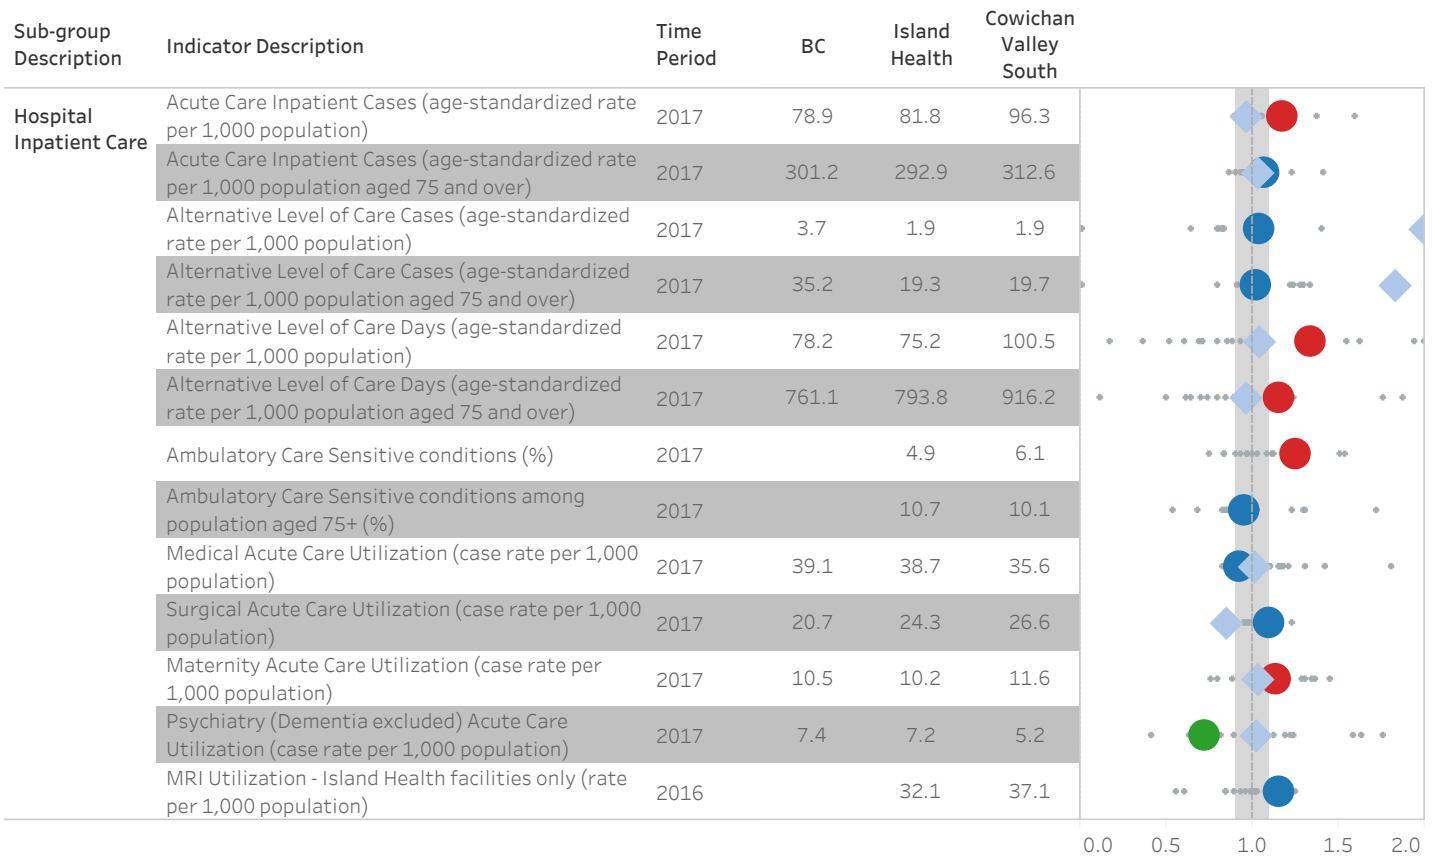 Sub-group
Description
Indicator Description
Time
Period
BC
Island
Health
Cowichan
Valley
South
Hospital
Inpatient Care
Acute Care Inpatient Cases (age-standardized rate
per 1,000 population)
2017 78.9 81.8 96.3
Acute Care Inpatient Cases (age-standardized rate
per 1,000 population aged 75 and over)
2017 301.2 292.9 312.6
Alternative Level of Care Cases (age-standardized
rate per 1,000 population)
2017 3.7 1.9 1.9
Alternative Level of Care Cases (age-standardized
rate per 1,000 population aged 75 and over)
2017 35.2 19.3 19.7
Alternative Level of Care Days (age-standardized
rate per 1,000 population)
2017 78.2 75.2 100.5
Alternative Level of Care Days (age-standardized
rate per 1,000 population aged 75 and over)
2017 761.1 793.8 916.2
Ambulatory Care Sensitive conditions (%)
2017 4.9 6.1
Ambulatory Care Sensitive conditions among
population aged 75+ (%)
2017 10.7 10.1
Medical Acute Care Utilization (case rate per 1,000
population)
2017 39.1 38.7 35.6
Surgical Acute Care Utilization (case rate per 1,000
population)
2017 20.7 24.3 26.6
Maternity Acute Care Utilization (case rate per
1,000 population)
2017 10.5 10.2 11.6
Psychiatry (Dementia excluded) Acute Care
Utilization (case rate per 1,000 population)
2017 7.4 7.2 5.2
MRI Utilization - Island Health facilities only (rate
per 1,000 population)
2016 32.1 37.1
0.0 0.5 1.0 1.5 2.0